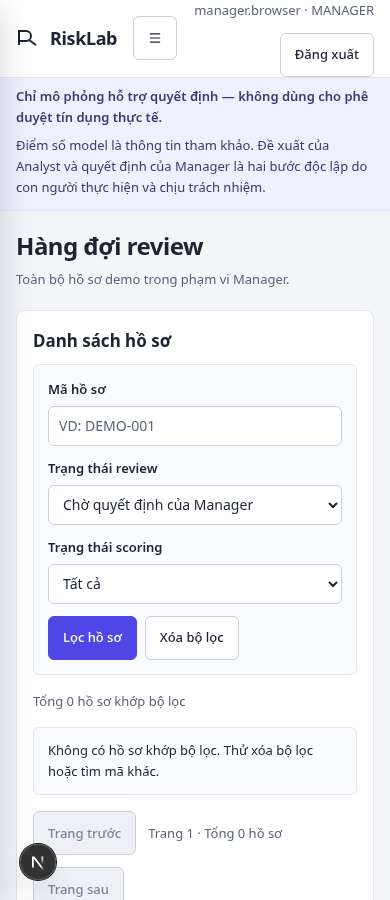 manager.browser · MANAGER
RiskLab
Đăng xuất
Chỉ mô phỏng hỗ trợ quyết định — không dùng cho phê
duyệt tín dụng thực tế.
Điểm số model là thông tin tham khảo. Đề xuất của
Analyst và quyết định của Manager là hai bước độc lập do
con người thực hiện và chịu trách nhiệm.
Hàng đợi review
Toàn bộ hồ sơ demo trong phạm vi Manager.
Danh sách hồ sơ
Mã hồ sơ
VD: DEMO-001
Trạng thái review
Chờ quyết định của Manager
Trạng thái scoring
Tất cả
Lọc hồ sơ
Xóa bộ lọc
Tổng 0 hồ sơ khớp bộ lọc
Không có hồ sơ khớp bộ lọc. Thử xóa bộ lọc
hoặc tìm mã khác.
Trang trước
Trang 1 · Tổng 0 hồ sơ
N
Trang sau